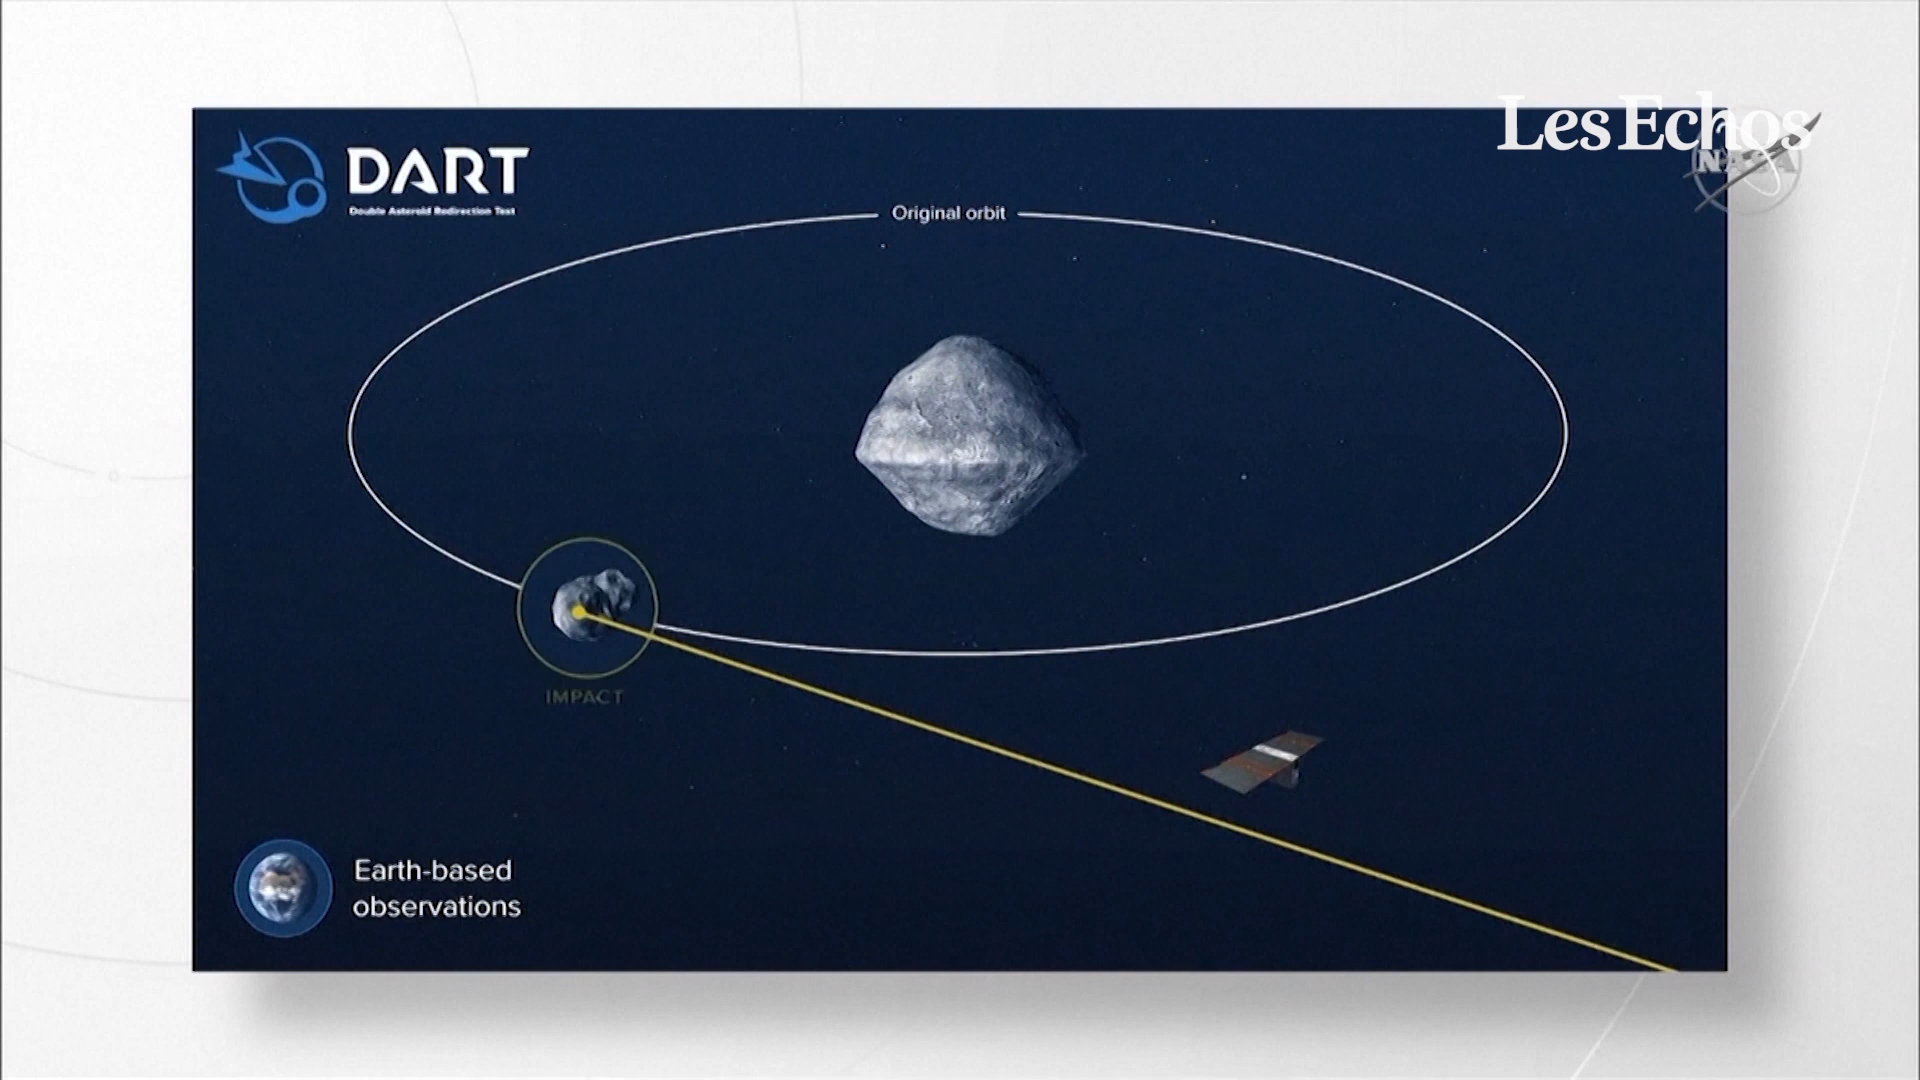 Les Echos
NASA
DART
Double Asteroid Redirection Test
Original orbit
IMPACT
Earth-based
observations